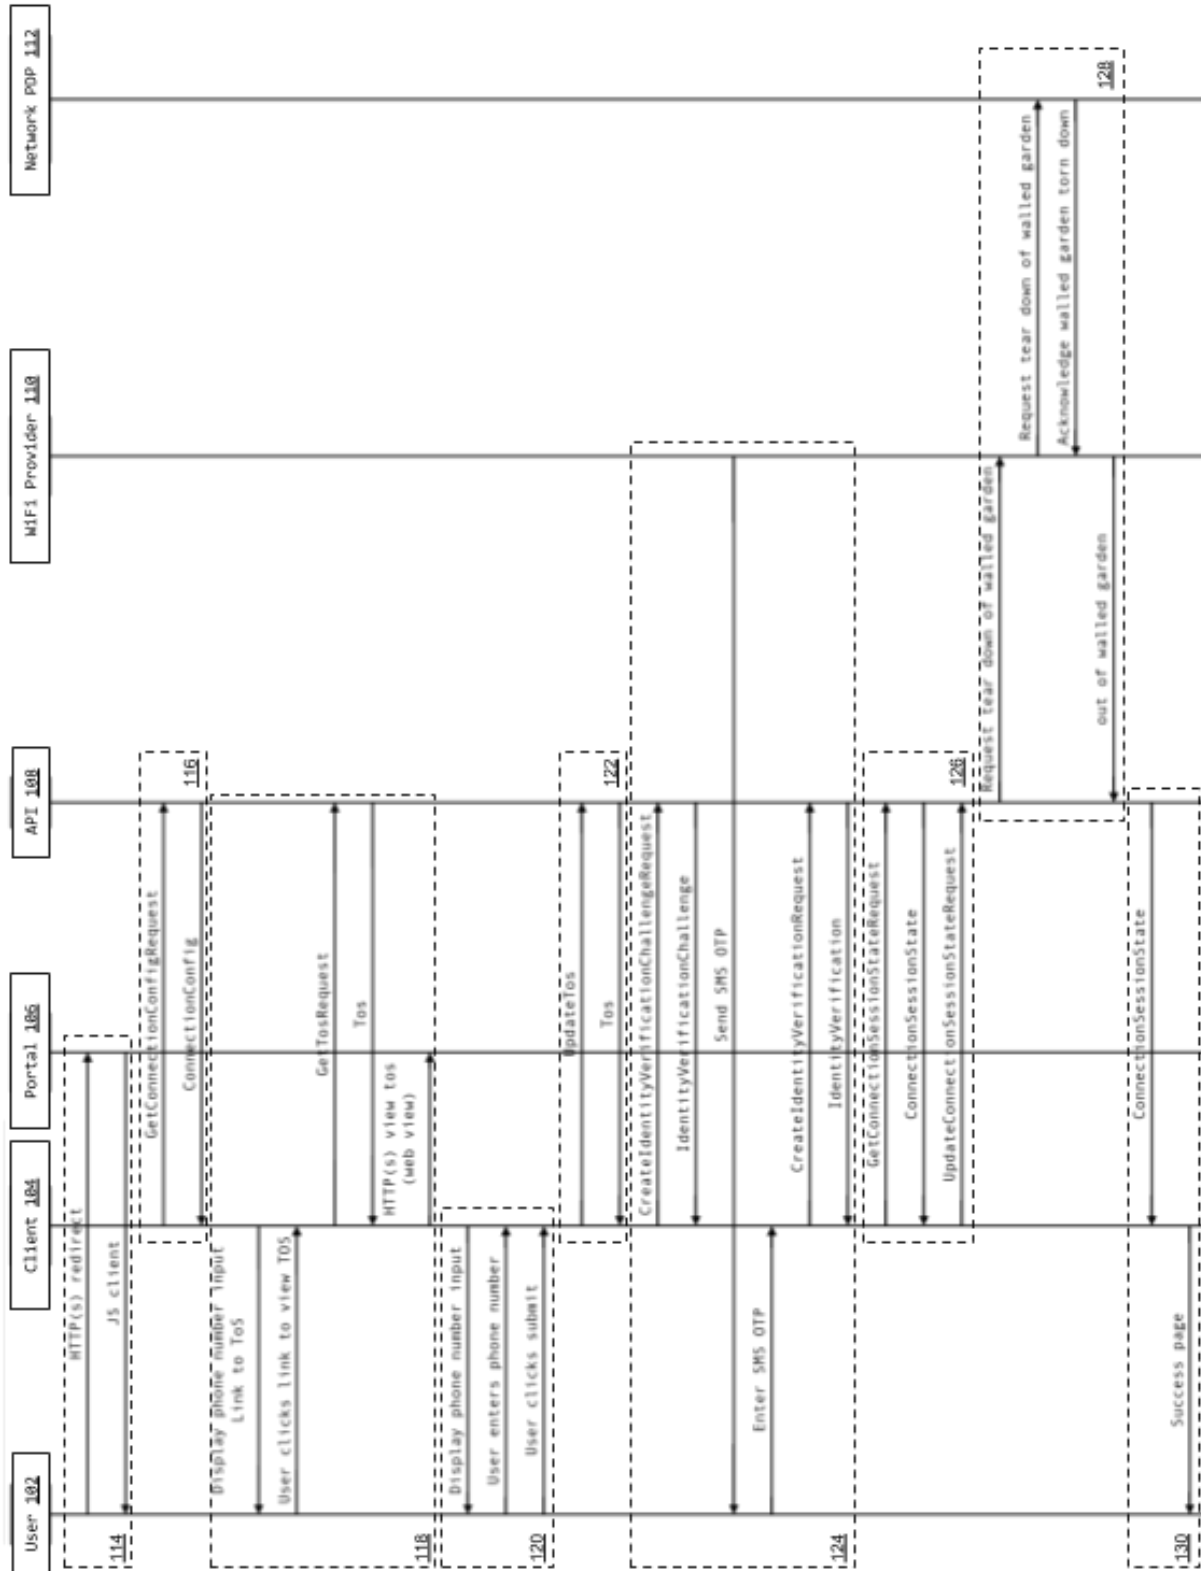 User 102
Client 104
Portal 106
API 108
WiFi Provider 110
Network POP 112
HTTP(s) redirect
JS client
114
GetConnectionConfigRequest
ConnectionConfig
116
Display phone number input
Link to ToS
User clicks link to view TOS
GetTosRequest
Tos
HTTP(s) view tos
(web view)
118
Display phone number input
User enters phone number
User clicks submit
120
UpdateTos
Tos
122
CreateIdentityVerificationChallengeRequest
IdentityVerificationChallenge
Send SMS OTP
Enter SMS OTP
CreateIdentityVerificationRequest
IdentityVerification
124
GetConnectionSessionStateRequest
ConnectionSessionState
UpdateConnectionSessionStateRequest
126
Request tear down of walled garden
Request tear down of walled garden
Acknowledge walled garden torn down
out of walled garden
128
ConnectionSessionState
Success page
130